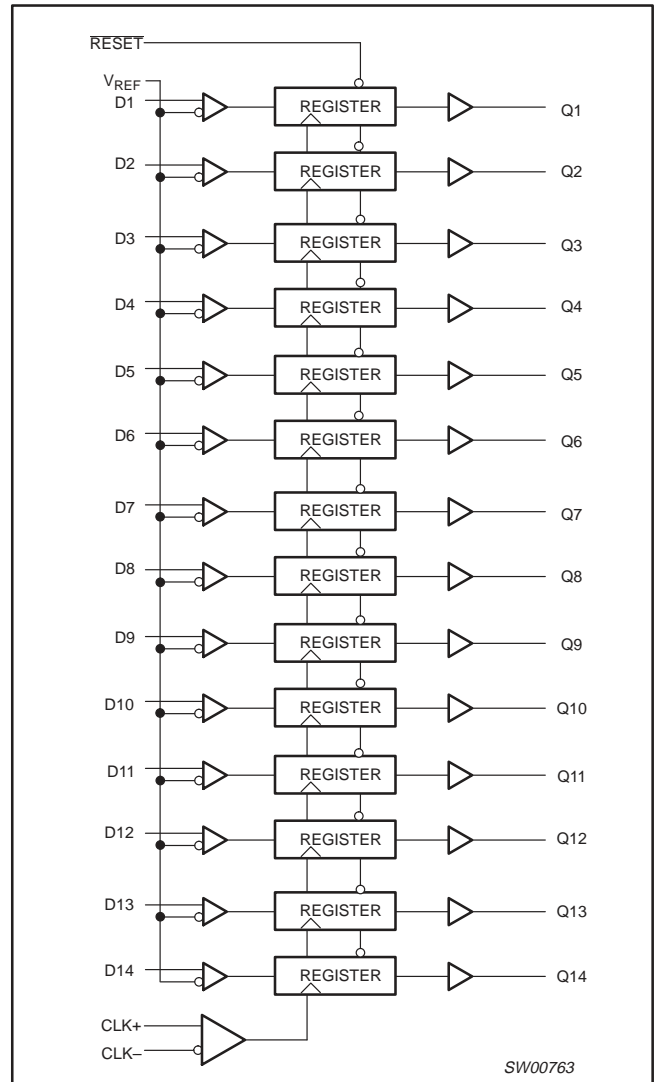 RESET
VREF
D1 REGISTER Q1
D2 REGISTER Q2
D3 REGISTER Q3
D4 REGISTER Q4
D5 REGISTER Q5
D6 REGISTER Q6
D7 REGISTER Q7
D8 REGISTER Q8
D9 REGISTER Q9
D10 REGISTER Q10
D11 REGISTER Q11
D12 REGISTER Q12
D13 REGISTER Q13
D14 REGISTER Q14
CLK+
CLK–
SW00763